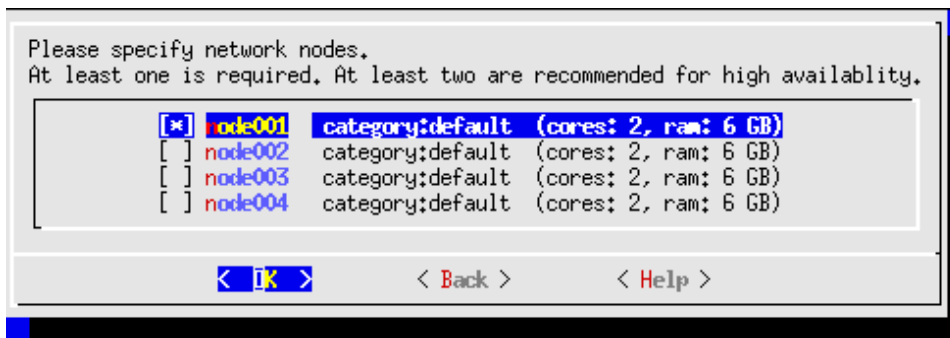 Please specify network nodes.
At least one is required. At least two are recommended for high availablity.
[*] node001 category:default (cores: 2, ram: 6 GB)
[ ] node002 category:default (cores: 2, ram: 6 GB)
[ ] node003 category:default (cores: 2, ram: 6 GB)
[ ] node004 category:default (cores: 2, ram: 6 GB)
< OK > < Back > < Help >